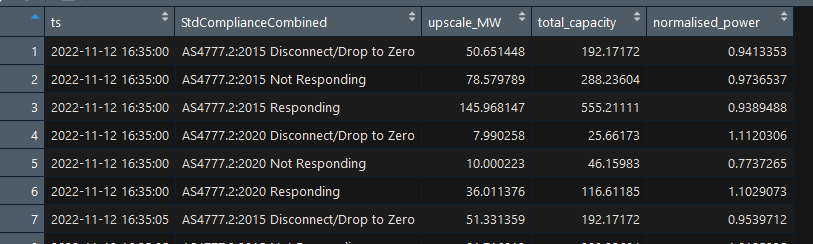 ts StdComplianceCombined upscale_MW total_capacity normalised_power
1 2022-11-12 16:35:00 AS4777.2:2015 Disconnect/Drop to Zero 50.651448 192.17172 0.9413353
2 2022-11-12 16:35:00 AS4777.2:2015 Not Responding 78.579789 288.23604 0.9736537
3 2022-11-12 16:35:00 AS4777.2:2015 Responding 145.968147 555.21111 0.9389488
4 2022-11-12 16:35:00 AS4777.2:2020 Disconnect/Drop to Zero 7.990258 25.66173 1.1120306
5 2022-11-12 16:35:00 AS4777.2:2020 Not Responding 10.000223 46.15983 0.7737265
6 2022-11-12 16:35:00 AS4777.2:2020 Responding 36.011376 116.61185 1.1029073
7 2022-11-12 16:35:05 AS4777.2:2015 Disconnect/Drop to Zero 51.331359 192.17172 0.9539712